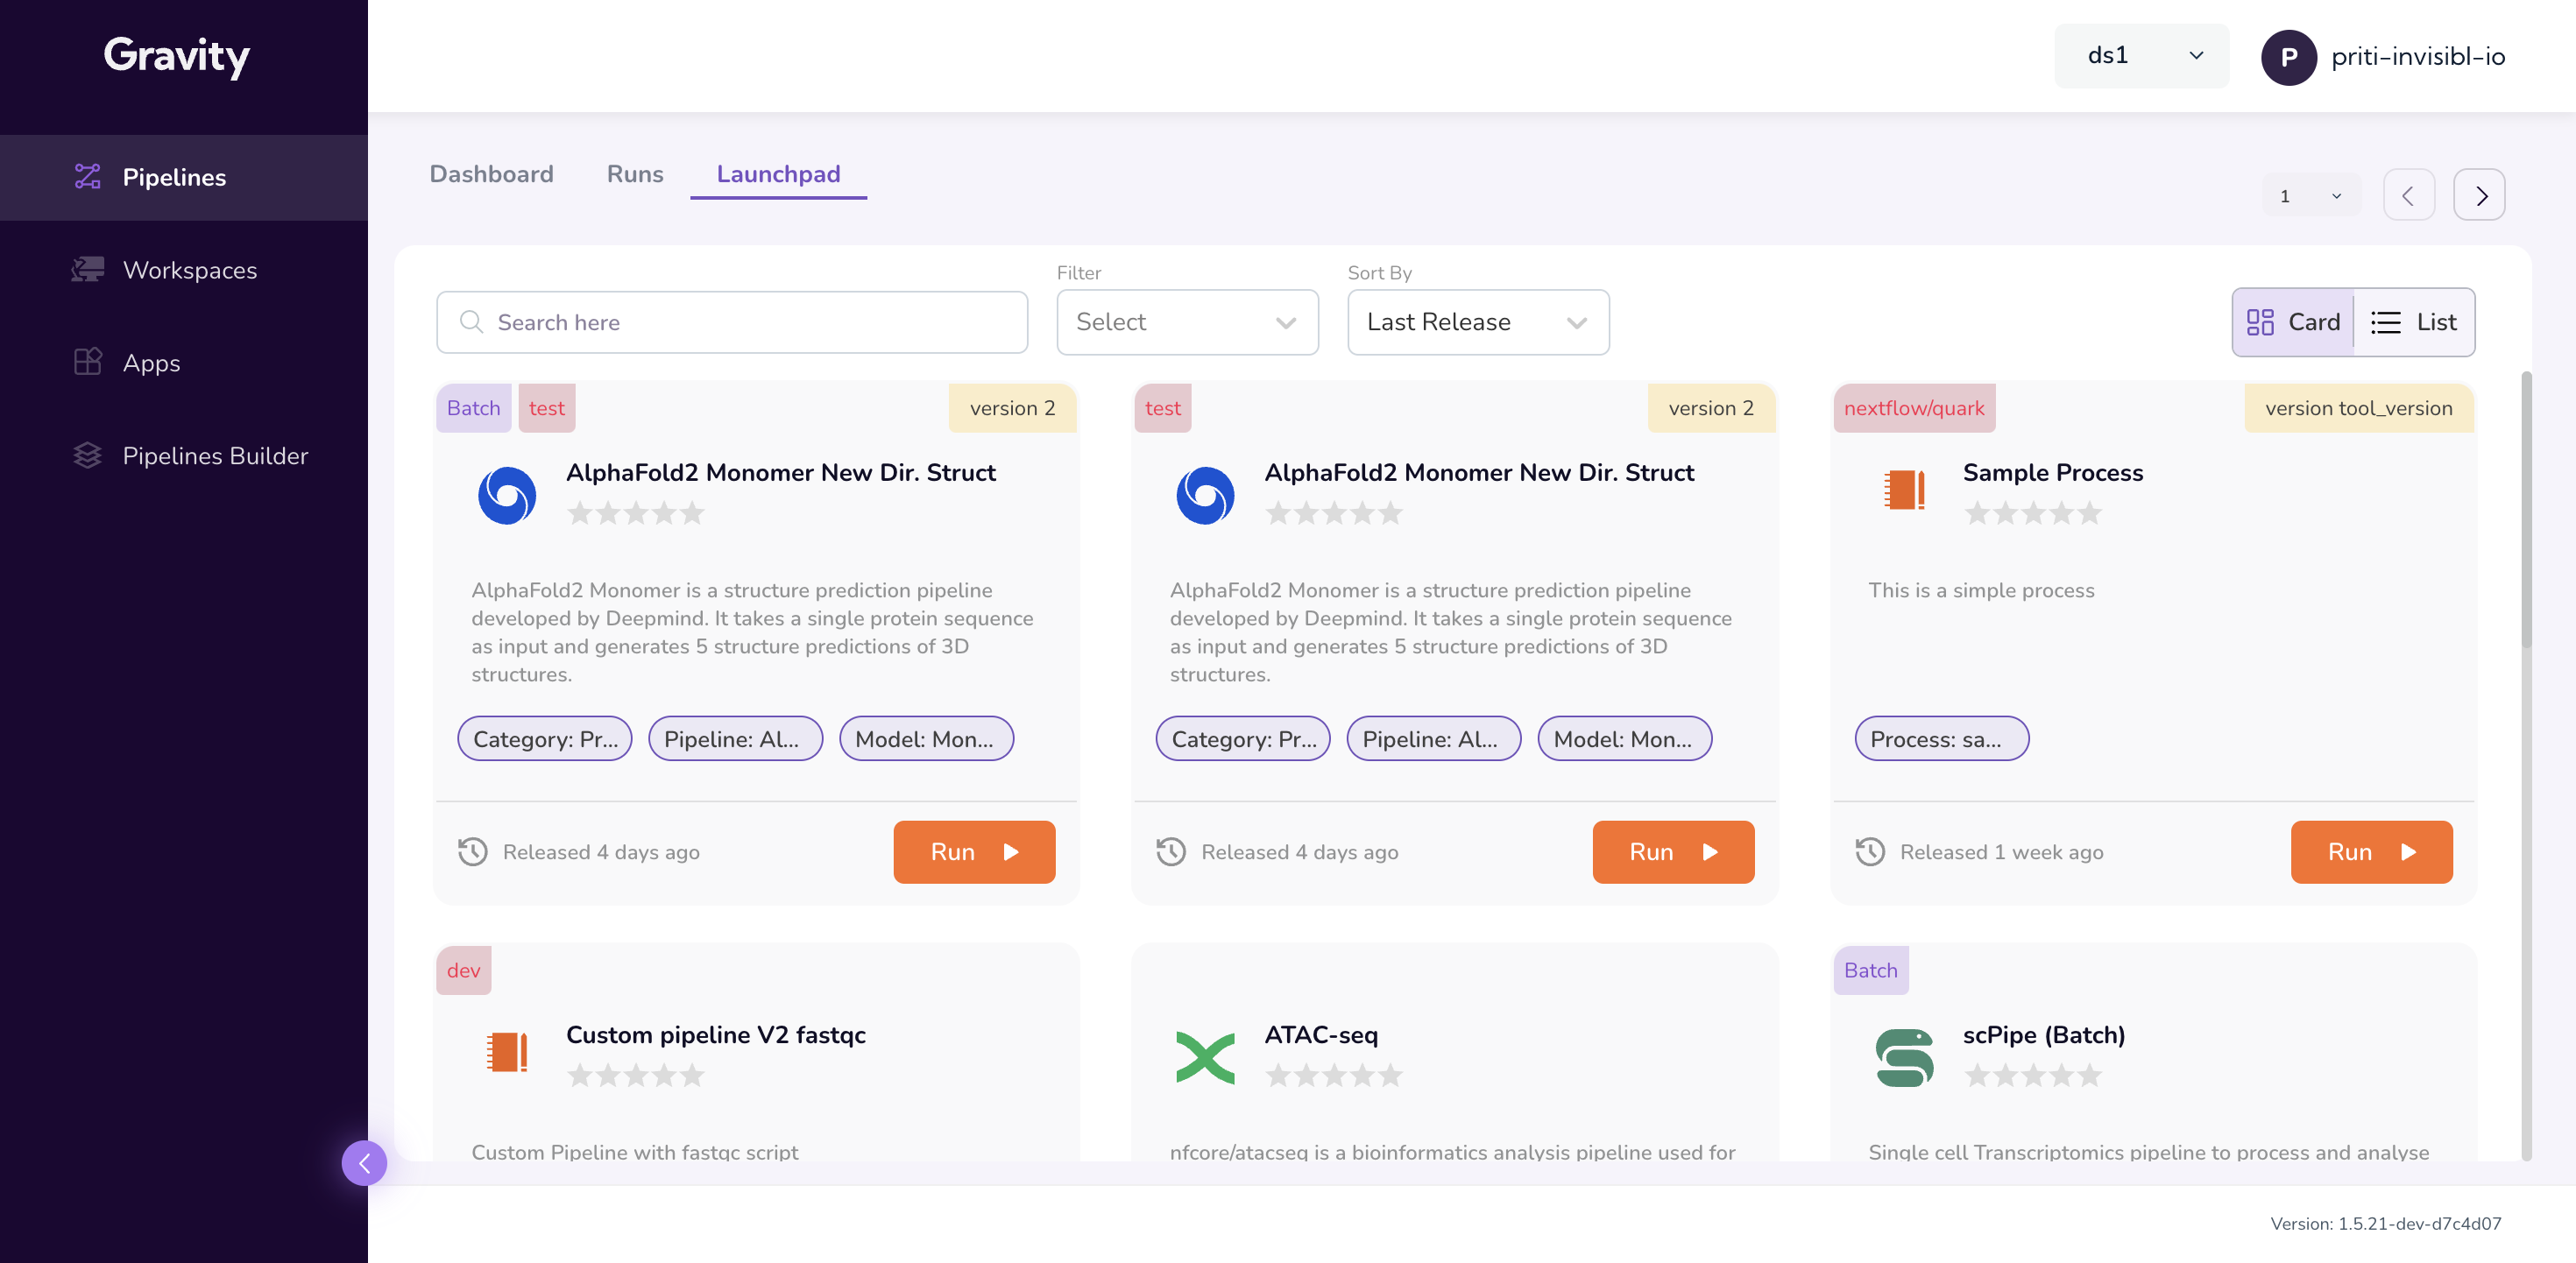 Gravity
ds1
P
priti-invisbl-io
Pipelines
Workspaces
Apps
Pipelines Builder
Dashboard
Runs
Launchpad
1
Search here
Filter
Select
Sort By
Last Release
Card
List
Batch
test
version 2
AlphaFold2 Monomer New Dir. Struct
AlphaFold2 Monomer is a structure prediction pipeline
developed by Deepmind. It takes a single protein sequence
as input and generates 5 structure predictions of 3D
structures.
Category: Pr...
Pipeline: Al...
Model: Mon...
Released 4 days ago
Run
test
version 2
AlphaFold2 Monomer New Dir. Struct
AlphaFold2 Monomer is a structure prediction pipeline
developed by Deepmind. It takes a single protein sequence
as input and generates 5 structure predictions of 3D
structures.
Category: Pr...
Pipeline: Al...
Model: Mon...
Released 4 days ago
Run
nextflow/quark
version tool_version
Sample Process
This is a simple process
Process: sa...
Released 1 week ago
Run
dev
Custom pipeline V2 fastqc
Custom Pipeline with fastqc script
ATAC-seq
nfcore/atacseq is a bioinformatics analysis pipeline used for
Batch
scPipe (Batch)
Single cell Transcriptomics pipeline to process and analyse
Version: 1.5.21-dev-d7c4d07